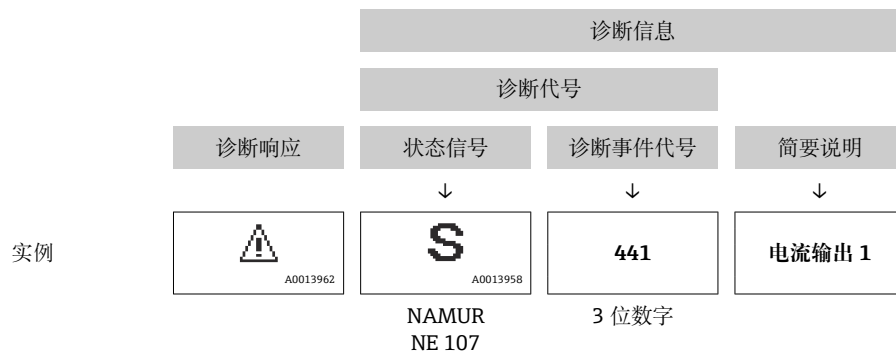 诊断信息
诊断代号
诊断响应 状态信号 诊断事件代号 简要说明
↓ ↓ ↓
实例 S 441 电流输出 1
A0013962 A0013958
NAMUR 3 位数字
NE 107